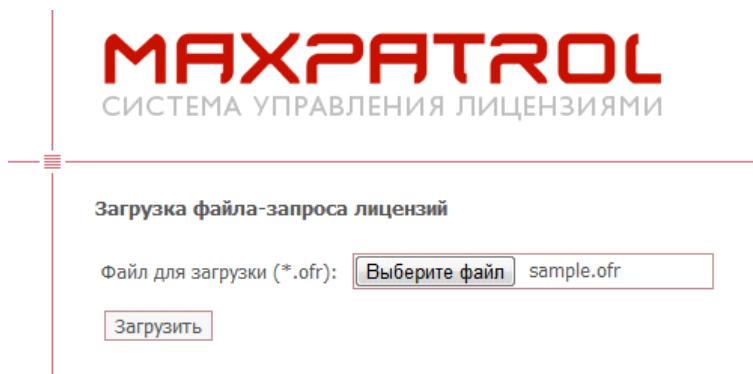 MAXPATROL
СИСТЕМА УПРАВЛЕНИЯ ЛИЦЕНЗИЯМИ
Загрузка файла-запроса лицензий
Файл для загрузки (*.ofr): Выберите файл sample.ofr
Загрузить